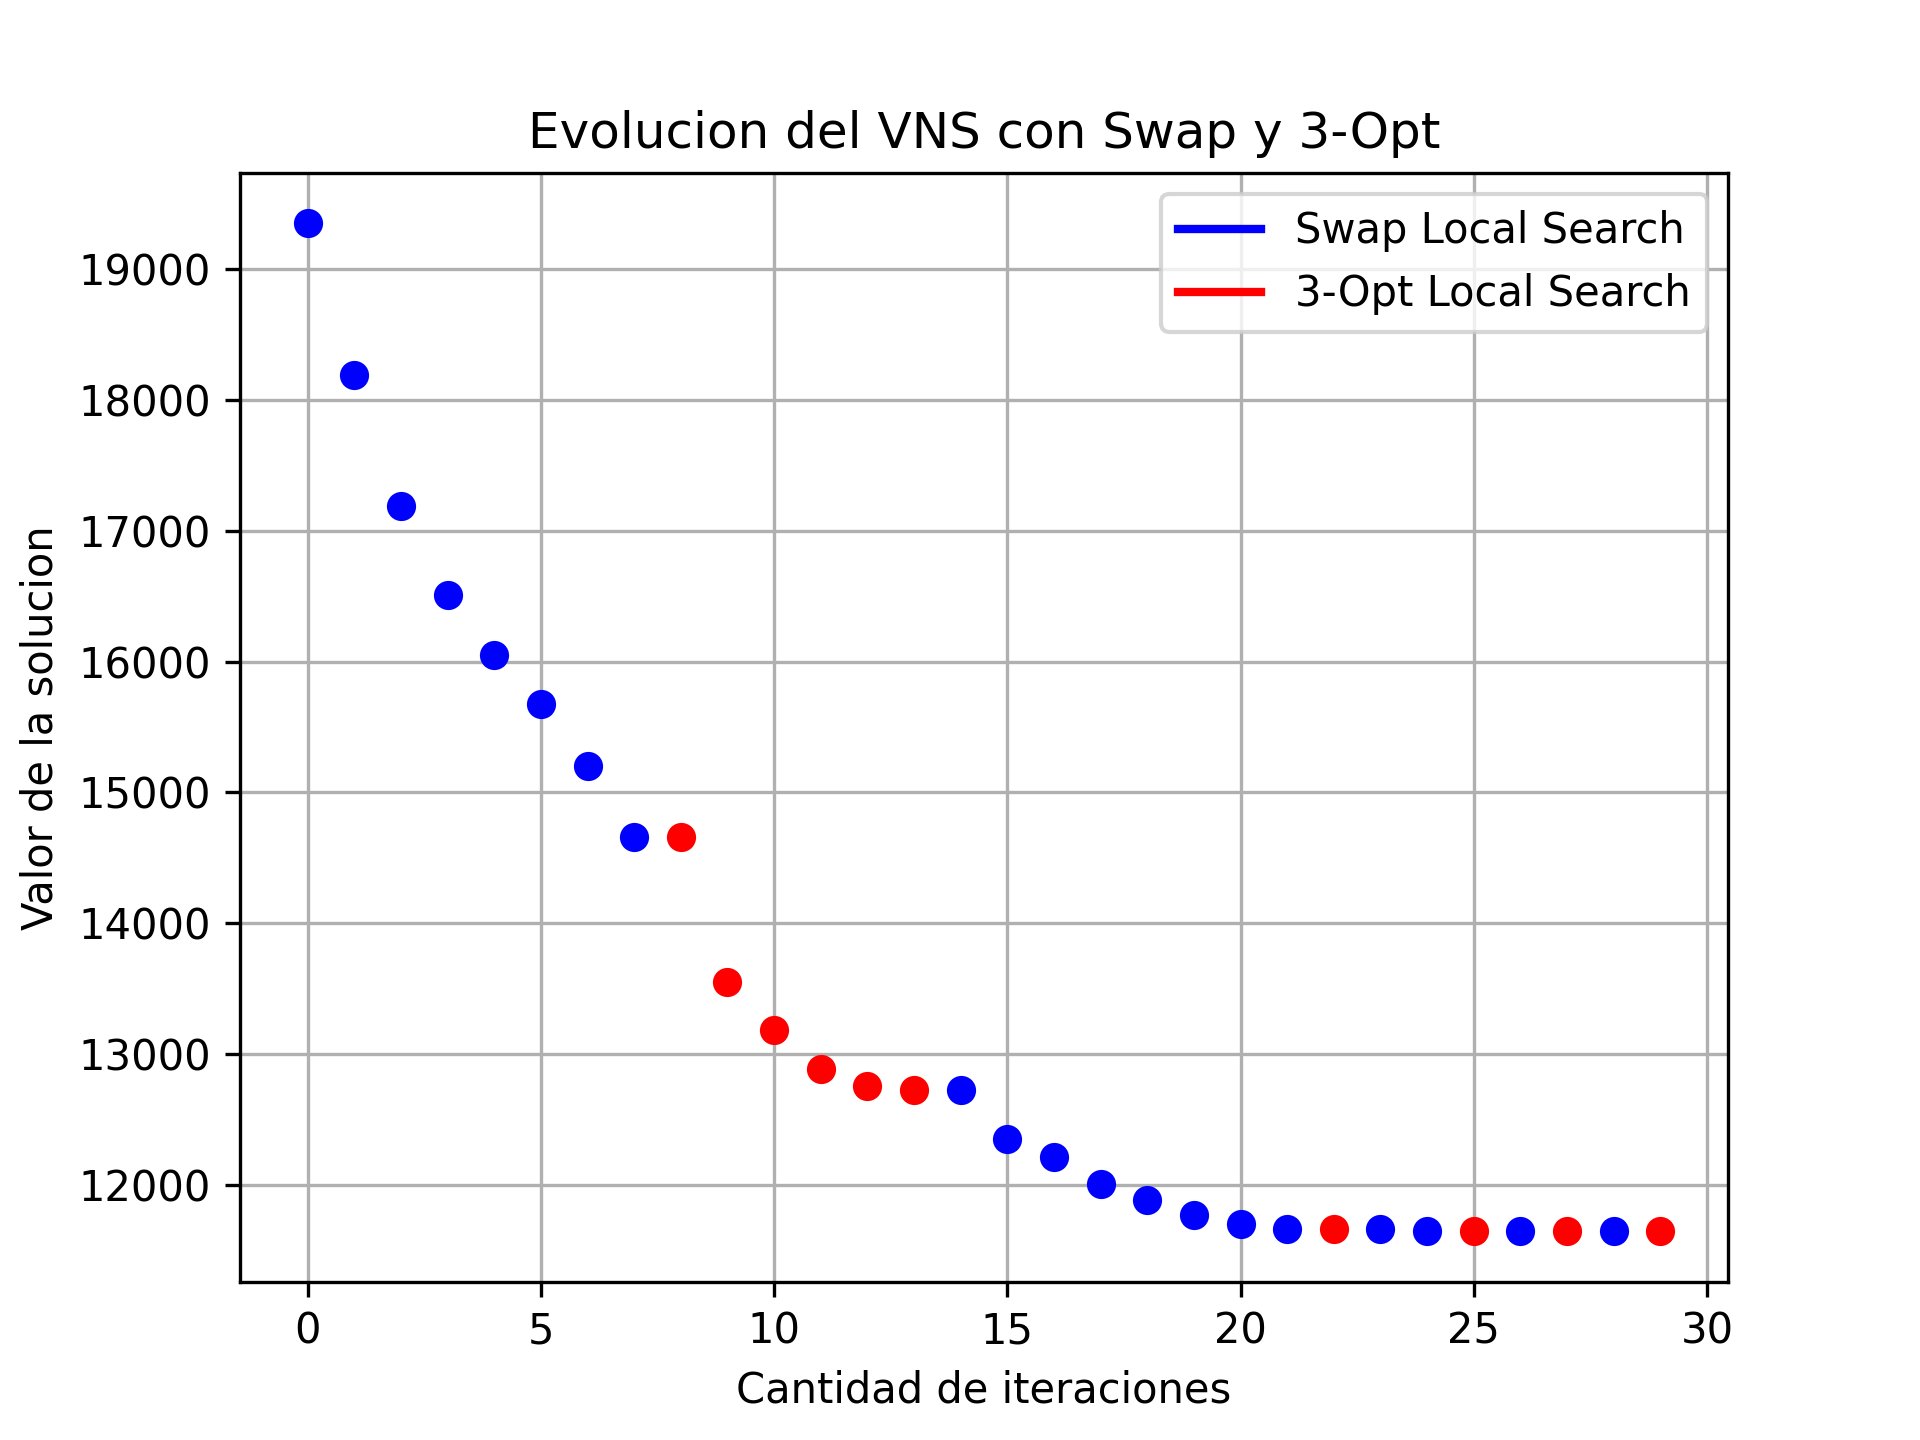 Evolucion del VNS con Swap y 3-Opt
Swap Local Search
3-Opt Local Search
Valor de la solucion
19000
18000
17000
16000
15000
14000
13000
12000
0 5 10 15 20 25 30
Cantidad de iteraciones